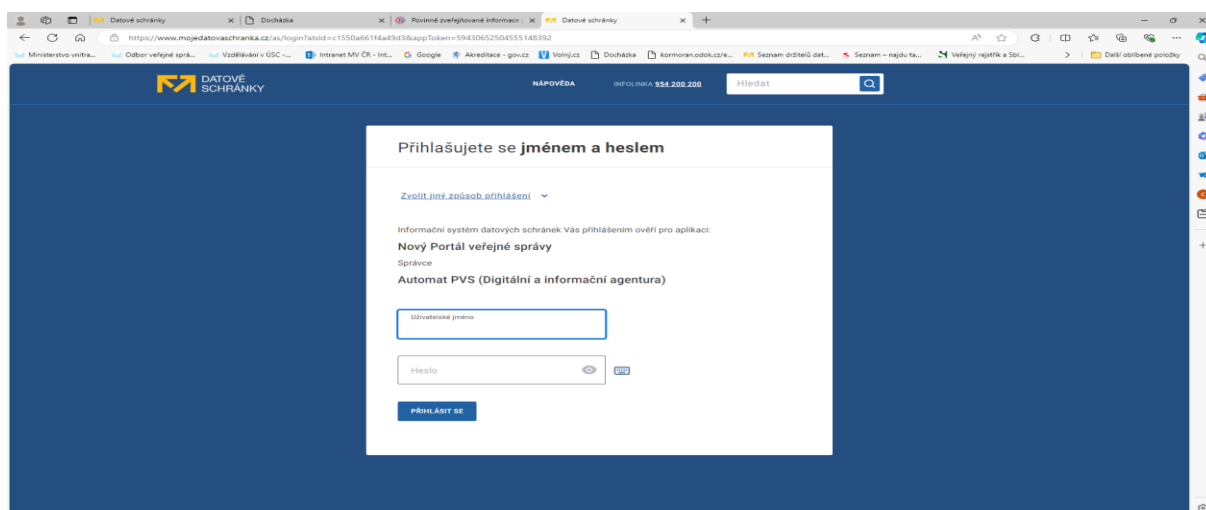 Datové schránky
Docházka
Povinně zveřejňované informace
Datové schránky
https://www.mojedatovaschranka.cz/as/login?atsId=c1550a661f4a49d3&appToken=59430652504555148392
Ministerstvo vnitra...
Odbor veřejné sprá...
Vzdělávání v ÚSC -...
Intranet MV ČR - Int...
Google
Akreditace - gov.cz
Volný.cz
Docházka
kormoran.odok.cz/e...
Seznam držitelů dat...
Seznam – najdu ta...
Veřejný rejstřík a Sbí...
Další oblíbené položky
DATOVÉ
SCHRÁNKY
NÁPOVĚDA
INFOLINKA 954 200 200
Hledat
Přihlašujete se jménem a heslem
Zvolit jiný způsob přihlášení
Informační systém datových schránek Vás přihlášením ověří pro aplikaci:
Nový Portál veřejné správy
Správce
Automat PVS (Digitální a informační agentura)
Uživatelské jméno
Heslo
PŘIHLÁSIT SE